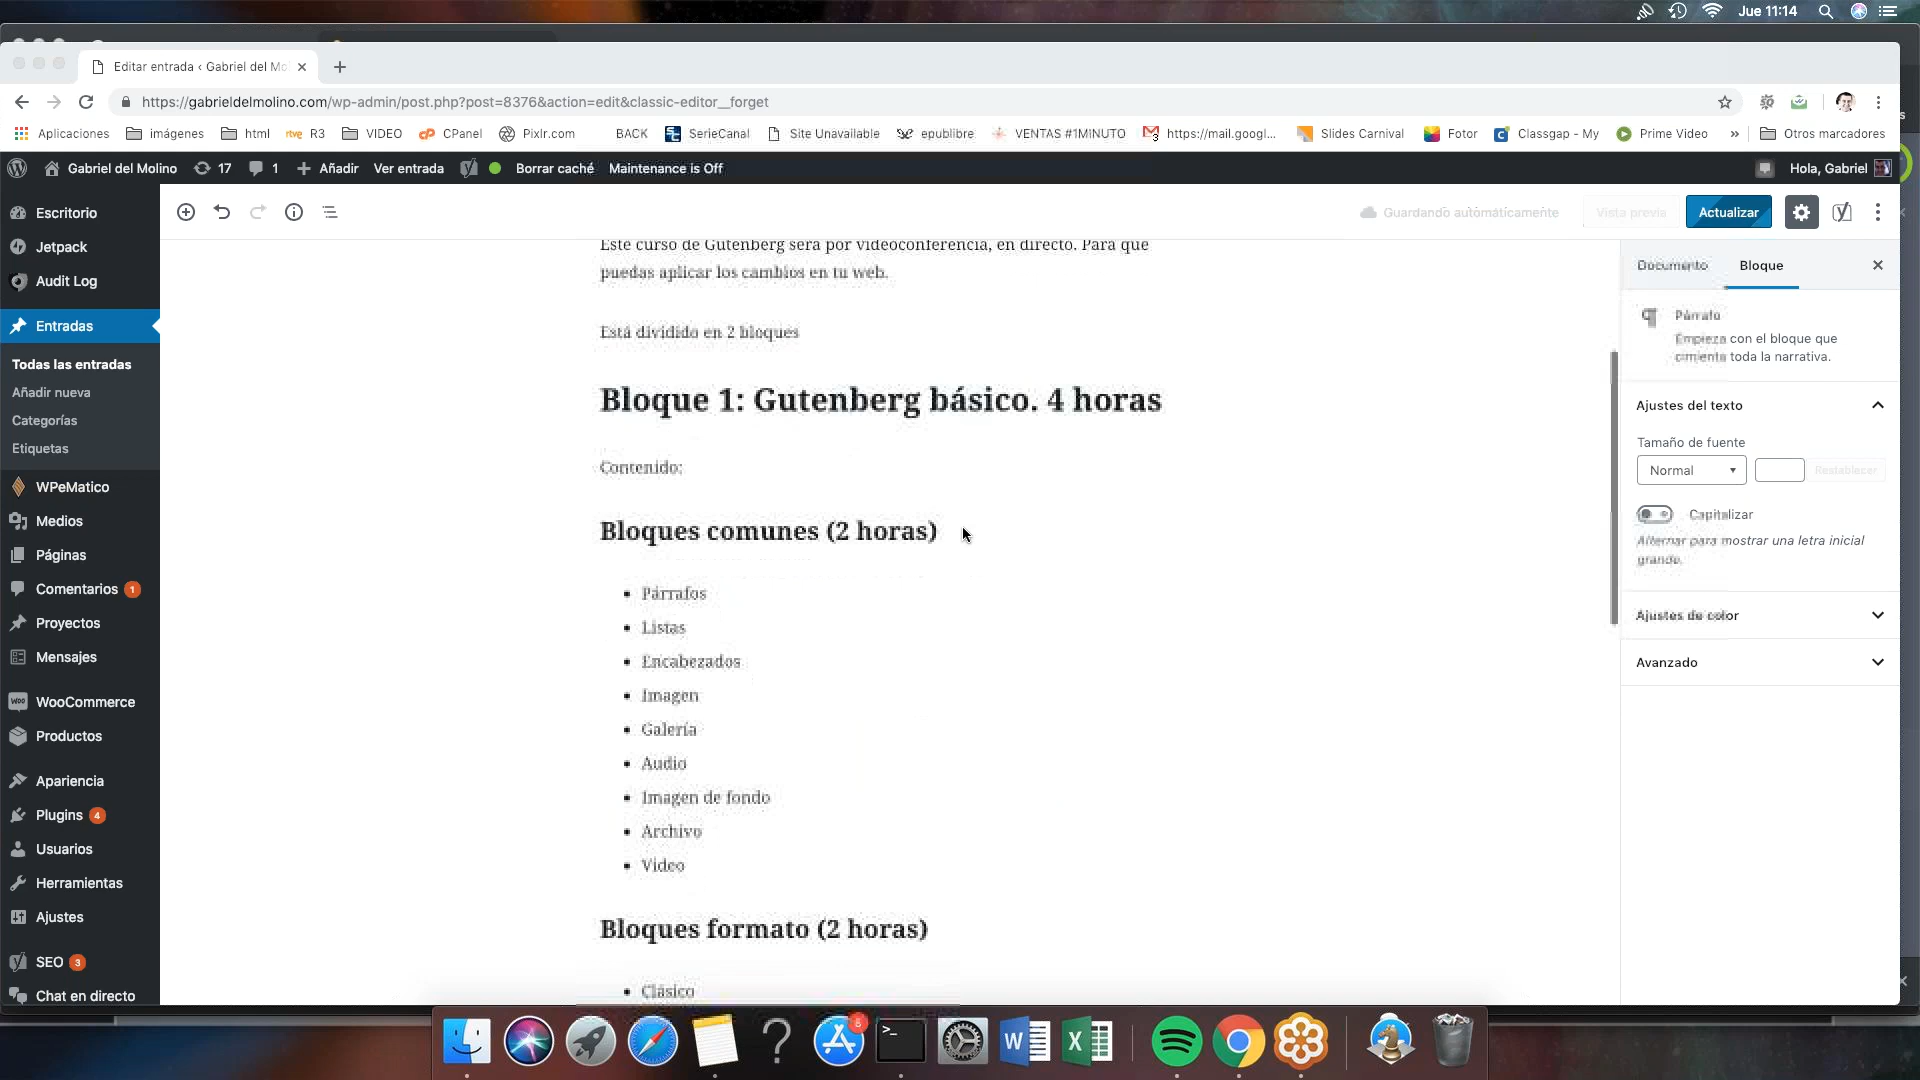 Jue 11:14
Editar entrada ‹ Gabriel del Mo
https://gabrieldelmolino.com/wp-admin/post.php?post=8376&action=edit&classic-editor__forget
Aplicaciones imágenes html rtve R3 VIDEO CPanel Pixlr.com BACK SerieCanal Site Unavailable epublibre VENTAS #1MINUTO https://mail.googl... Slides Carnival Fotor Classgap - My Prime Video » Otros marcadores
Gabriel del Molino 17 1 Añadir Ver entrada Borrar caché Maintenance is Off Hola, Gabriel
Guardando automáticamente Vista previa Actualizar
Escritorio
Jetpack
Audit Log
Entradas
Todas las entradas
Añadir nueva
Categorías
Etiquetas
WPeMatico
Medios
Páginas
Comentarios 1
Proyectos
Mensajes
WooCommerce
Productos
Apariencia
Plugins 4
Usuarios
Herramientas
Ajustes
SEO 3
Chat en directo
Este curso de Gutenberg será por videoconferencia, en directo. Para que
puedas aplicar los cambios en tu web.
Está dividido en 2 bloques
Bloque 1: Gutenberg básico. 4 horas
Contenido:
Bloques comunes (2 horas)
• Párrafos
• Listas
• Encabezados
• Imagen
• Galería
• Audio
• Imagen de fondo
• Archivo
• Video
Bloques formato (2 horas)
• Clásico
Documento Bloque
Párrafo
Empieza con el bloque que
cimienta toda la narrativa.
Ajustes del texto
Tamaño de fuente
Normal Restablecer
Capitalizar
Alternar para mostrar una letra inicial
grande.
Ajustes de color
Avanzado